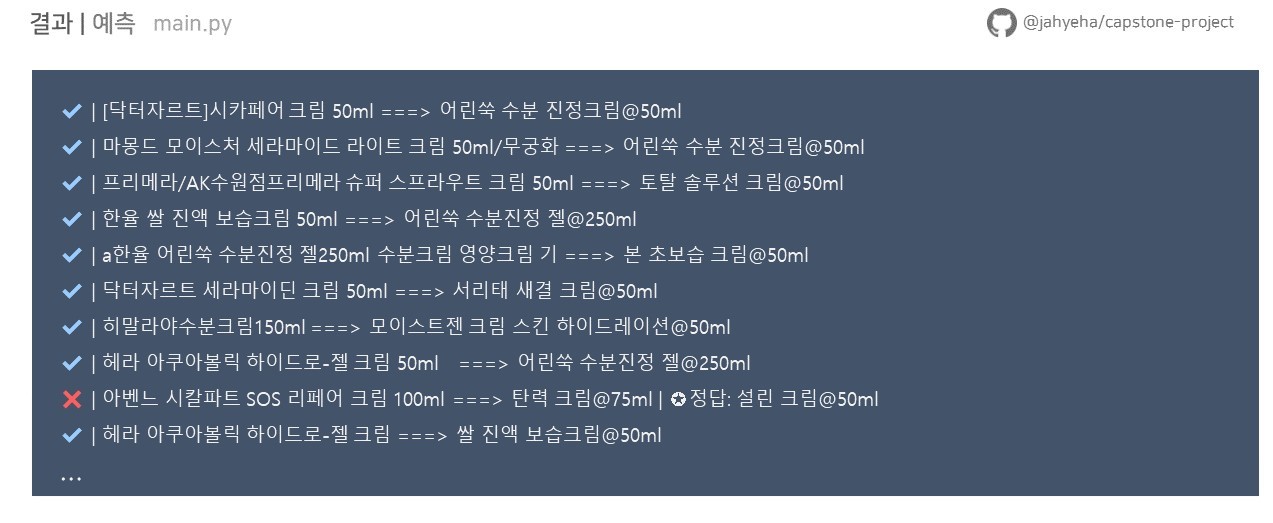 결과 | 예측 main.py
@jahyeha/capstone-project
✔ | [닥터자르트]시카페어 크림 50ml ===> 어린쑥 수분 진정크림@50ml
✔ | 마몽드 모이스처 세라마이드 라이트 크림 50ml/무궁화 ===> 어린쑥 수분 진정크림@50ml
✔ | 프리메라/AK수원점프리메라 슈퍼 스프라우트 크림 50ml ===> 토탈 솔루션 크림@50ml
✔ | 한율 쌀 진액 보습크림 50ml ===> 어린쑥 수분진정 젤@250ml
✔ | a한율 어린쑥 수분진정 젤250ml 수분크림 영양크림 기 ===> 본 초보습 크림@50ml
✔ | 닥터자르트 세라마이딘 크림 50ml ===> 서리태 새결 크림@50ml
✔ | 히말라야수분크림150ml ===> 모이스트젠 크림 스킨 하이드레이션@50ml
✔ | 헤라 아쿠아볼릭 하이드로-젤 크림 50ml ===> 어린쑥 수분진정 젤@250ml
❌ | 아벤느 시칼파트 SOS 리페어 크림 100ml ===> 탄력 크림@75ml | ✪정답: 설린 크림@50ml
✔ | 헤라 아쿠아볼릭 하이드로-젤 크림 ===> 쌀 진액 보습크림@50ml
...